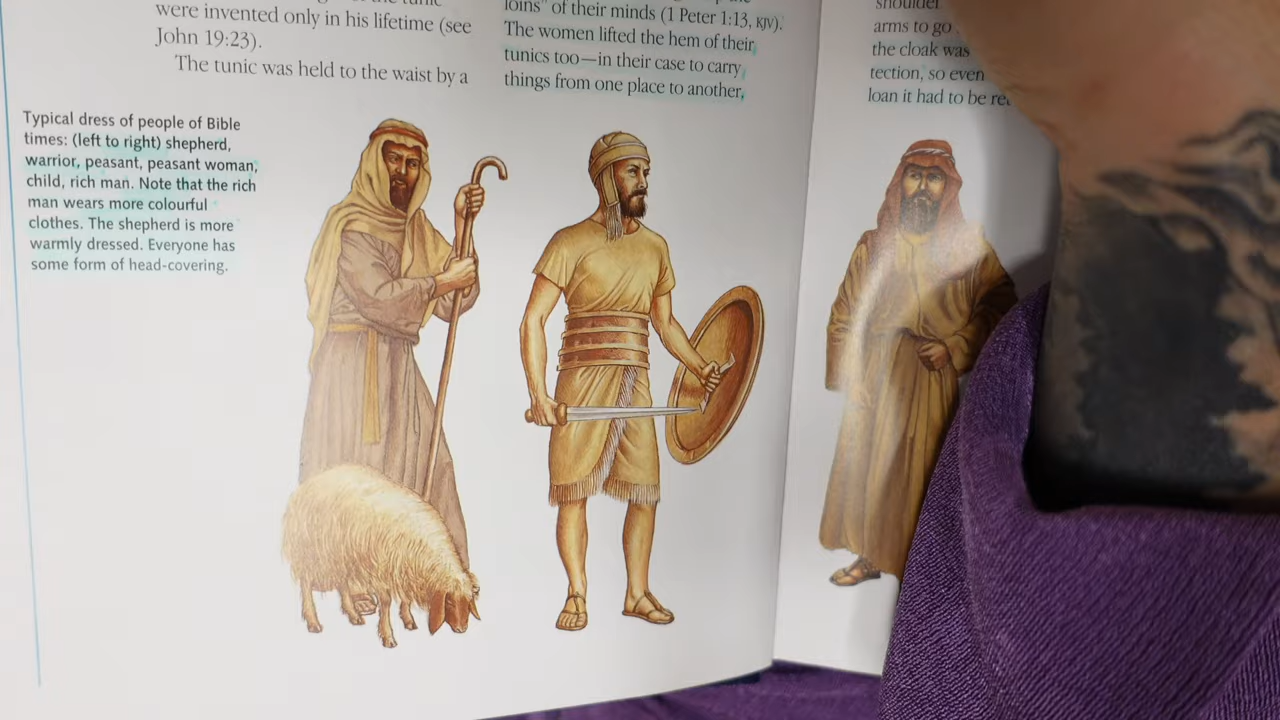 were invented only in his lifetime (see
John 19:23).
The tunic was held to the waist by a
loins" of their minds (1 Peter 1:13, KJV).
The women lifted the hem of their
tunics too—in their case to carry
things from one place to another,
shoulder
arms to go
the cloak was
tection, so even
loan it had to be
Typical dress of people of Bible
times: (left to right) shepherd,
warrior, peasant, peasant woman,
child, rich man. Note that the rich
man wears more colourful
clothes. The shepherd is more
warmly dressed. Everyone has
some form of head-covering.